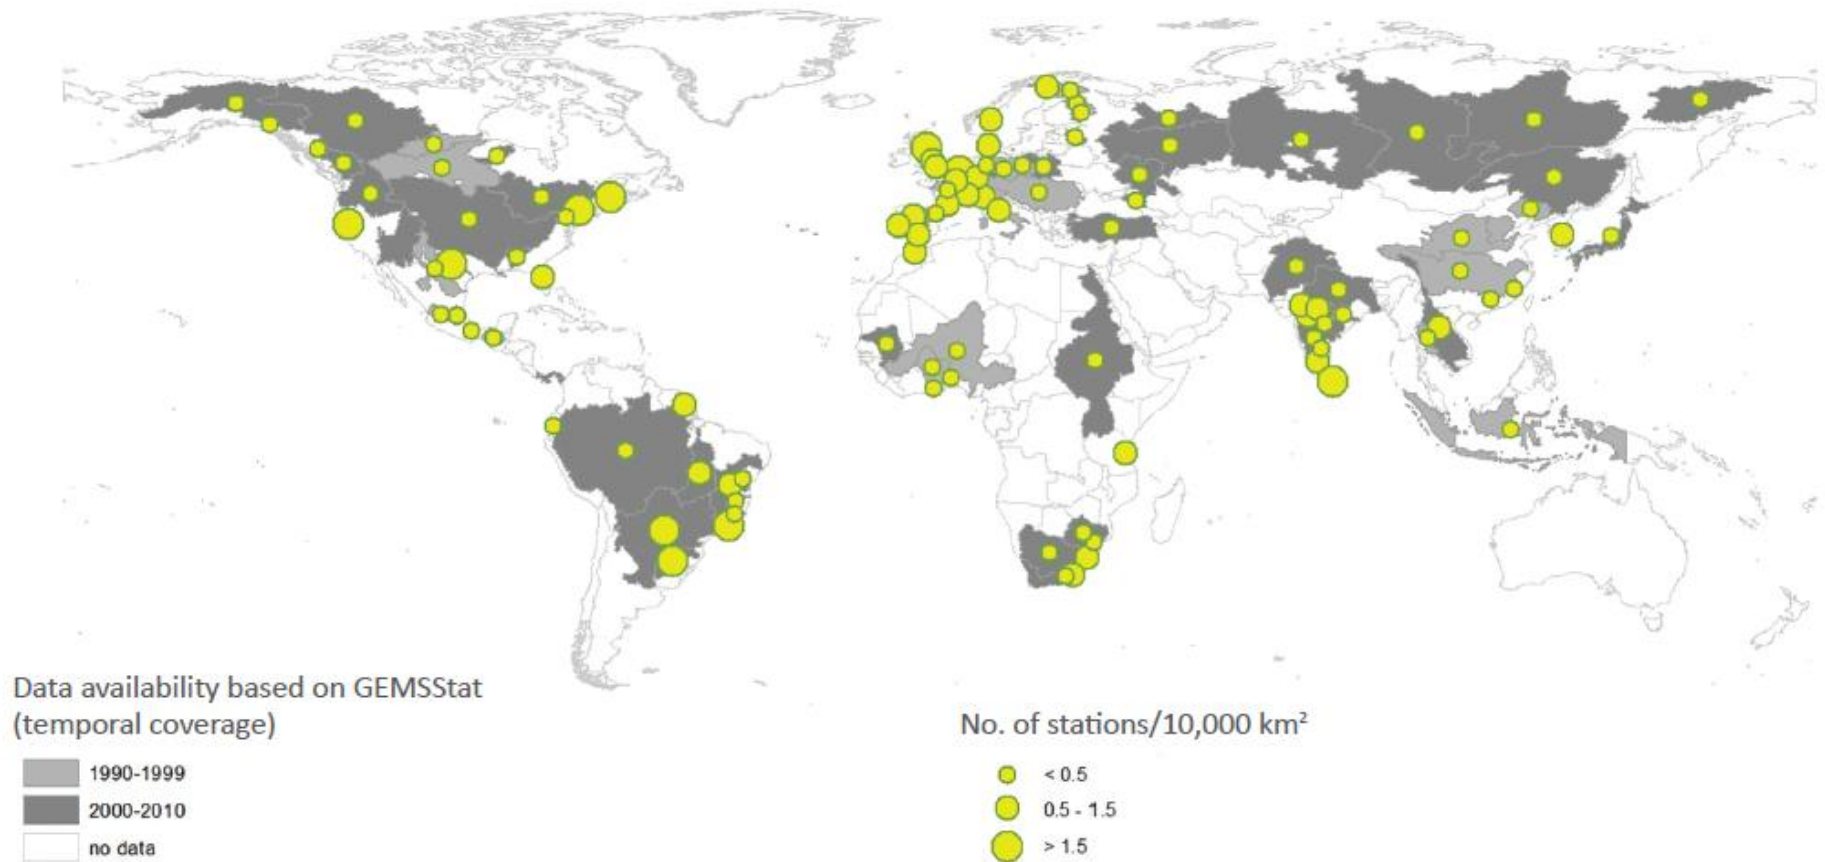 Data availability based on GEMSStat
(temporal coverage)
1990-1999
2000-2010
no data
No. of stations/10,000 km²
< 0.5
0.5 - 1.5
> 1.5